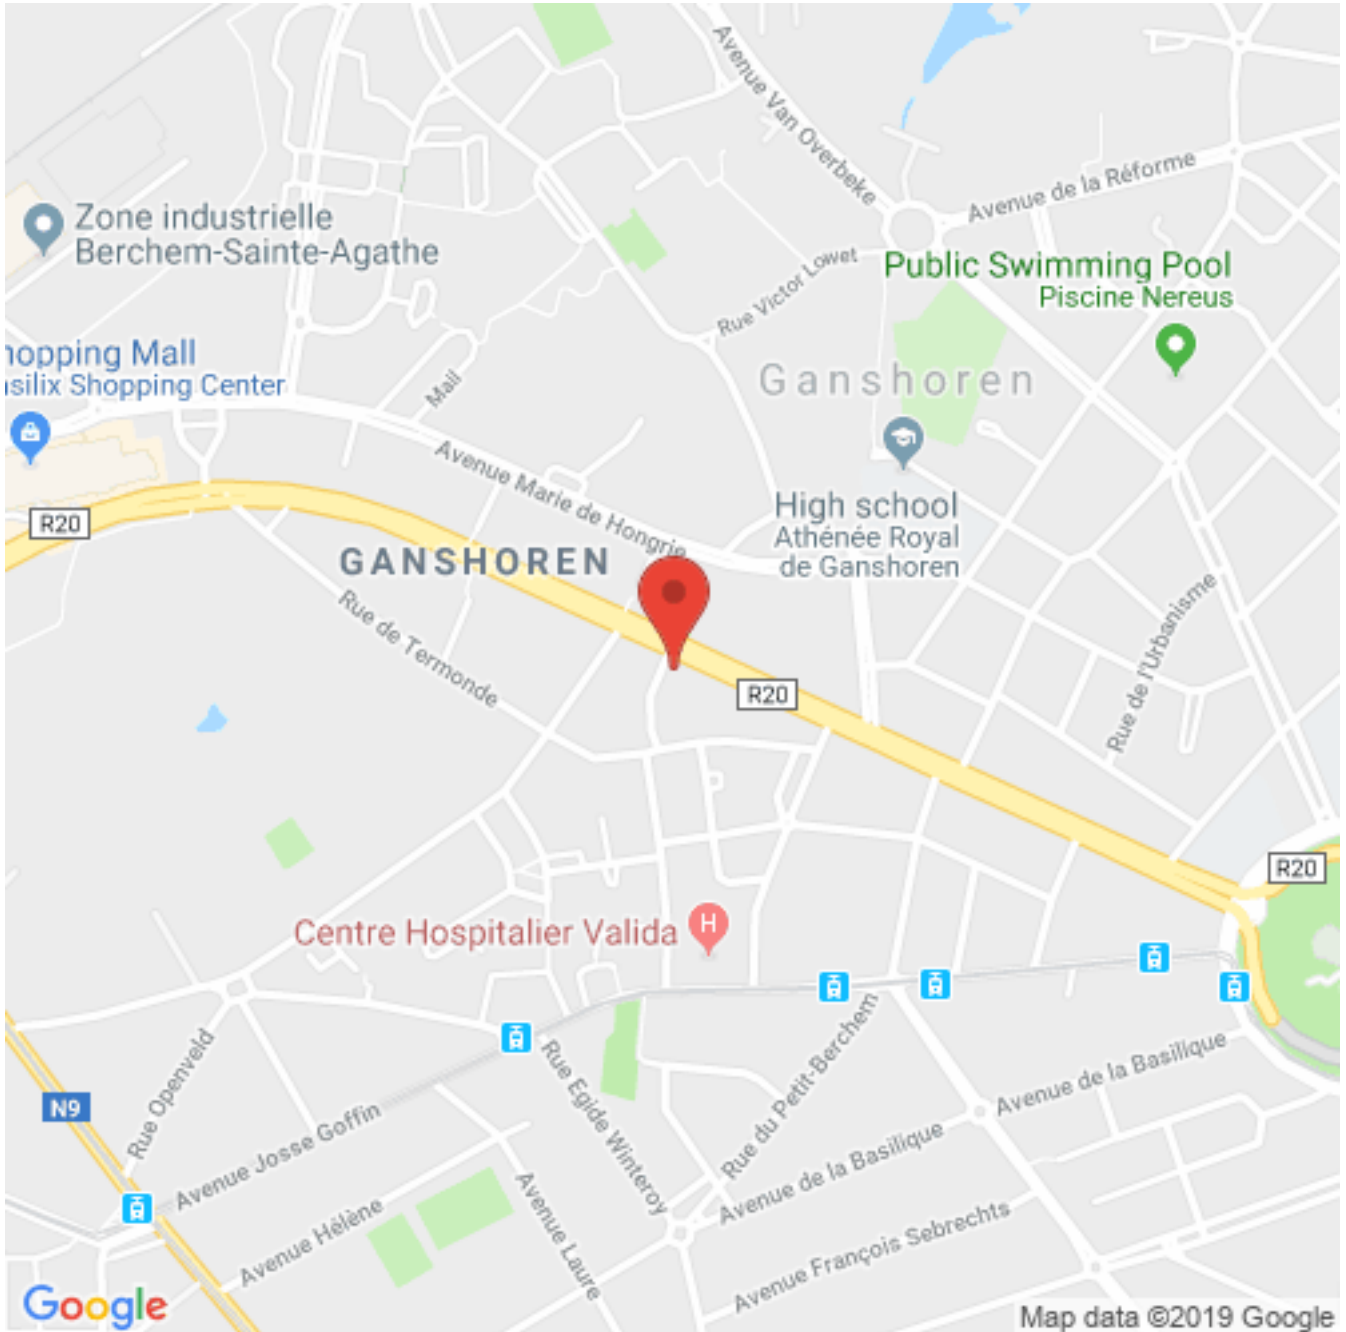 Avenue Van Overbeke
Avenue de la Réforme
Zone industrielle
Berchem-Sainte-Agathe
Rue Victor Lowet
Public Swimming Pool
Piscine Nereus
hopping Mall
asilix Shopping Center
Mail
Ganshoren
Avenue Marie de Hongrie
High school
Athénée Royal
de Ganshoren
R20
GANSHOREN
Rue de Termonde
Rue de l'Urbanisme
R20
R20
Centre Hospitalier Valida
H
Rue Openveld
N9
Avenue Josse Goffin
Rue Egide Winteroy
Rue du Petit-Berchem
Avenue de la Basilique
Avenue de la Basilique
Avenue Hélène
Avenue Laure
Avenue François Sebrechts
Google
Map data ©2019 Google